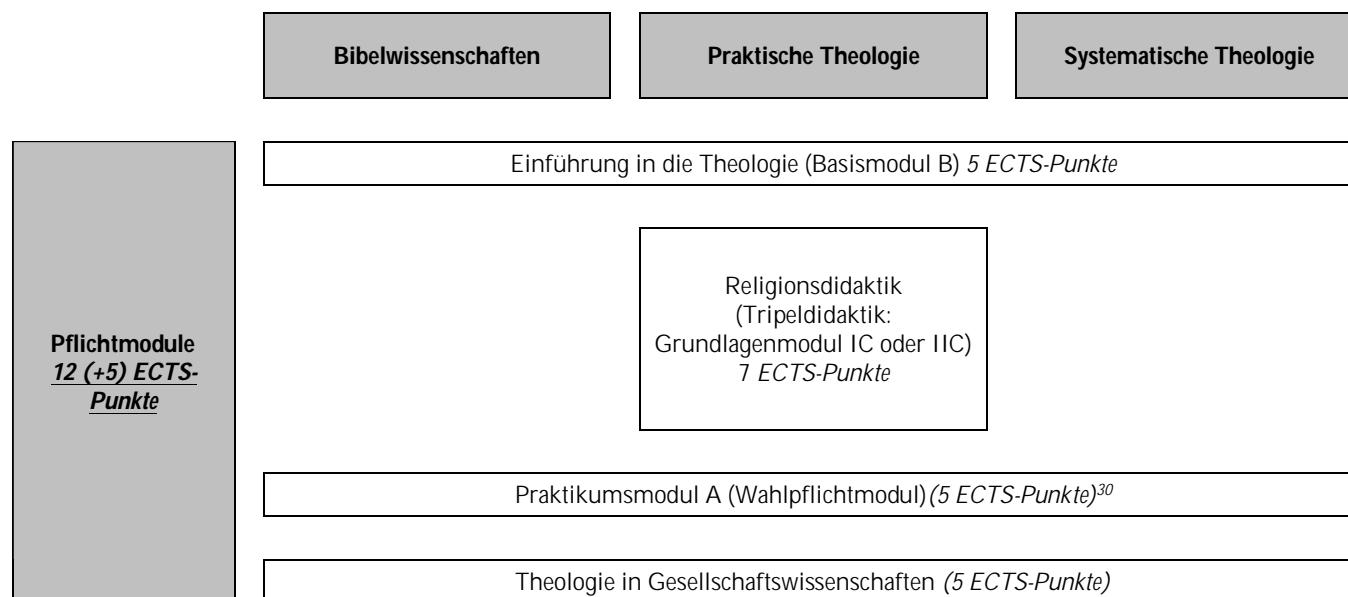 Bibelwissenschaften
Praktische Theologie
Systematische Theologie
Einführung in die Theologie (Basismodul B) 5 ECTS-Punkte
Religionsdidaktik
(Tripeldidaktik:
Grundlagenmodul IC oder IIC)
7 ECTS-Punkte
Pflichtmodule
12 (+5) ECTS-
Punkte
Praktikumsmodul A (Wahlpflichtmodul) (5 ECTS-Punkte)30
Theologie in Gesellschaftswissenschaften (5 ECTS-Punkte)